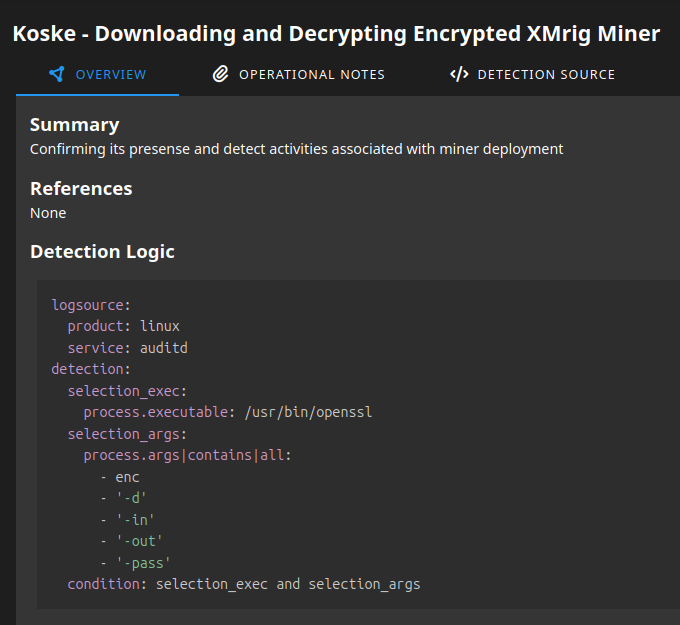 Koske - Downloading and Decrypting Encrypted XMrig Miner
OVERVIEW OPERATIONAL NOTES DETECTION SOURCE
Summary
Confirming its presense and detect activities associated with miner deployment
References
None
Detection Logic
logsource:
  product: linux
  service: auditd
detection:
  selection_exec:
    process.executable: /usr/bin/openssl
  selection_args:
    process.args|contains|all:
      - enc
      - '-d'
      - '-in'
      - '-out'
      - '-pass'
  condition: selection_exec and selection_args